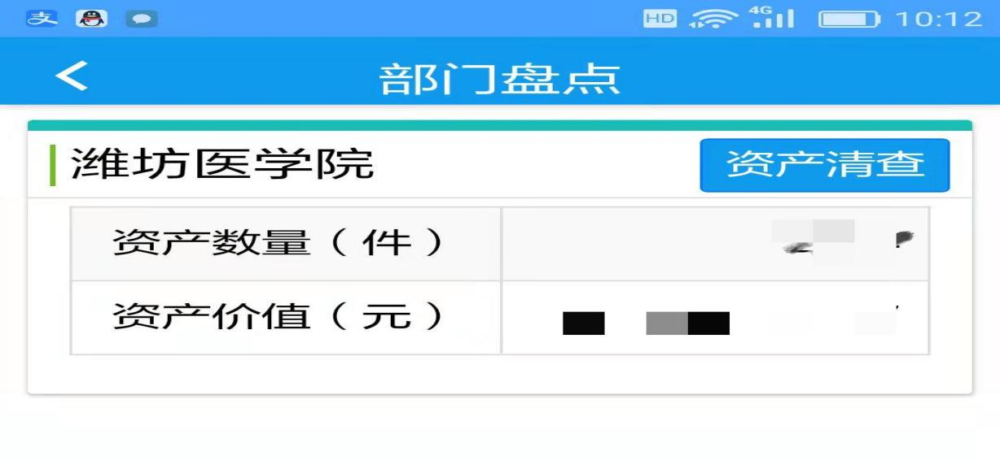 支 HD 4G 10:12
部门盘点
潍坊医学院 资产清查
资产数量（件）
资产价值（元）